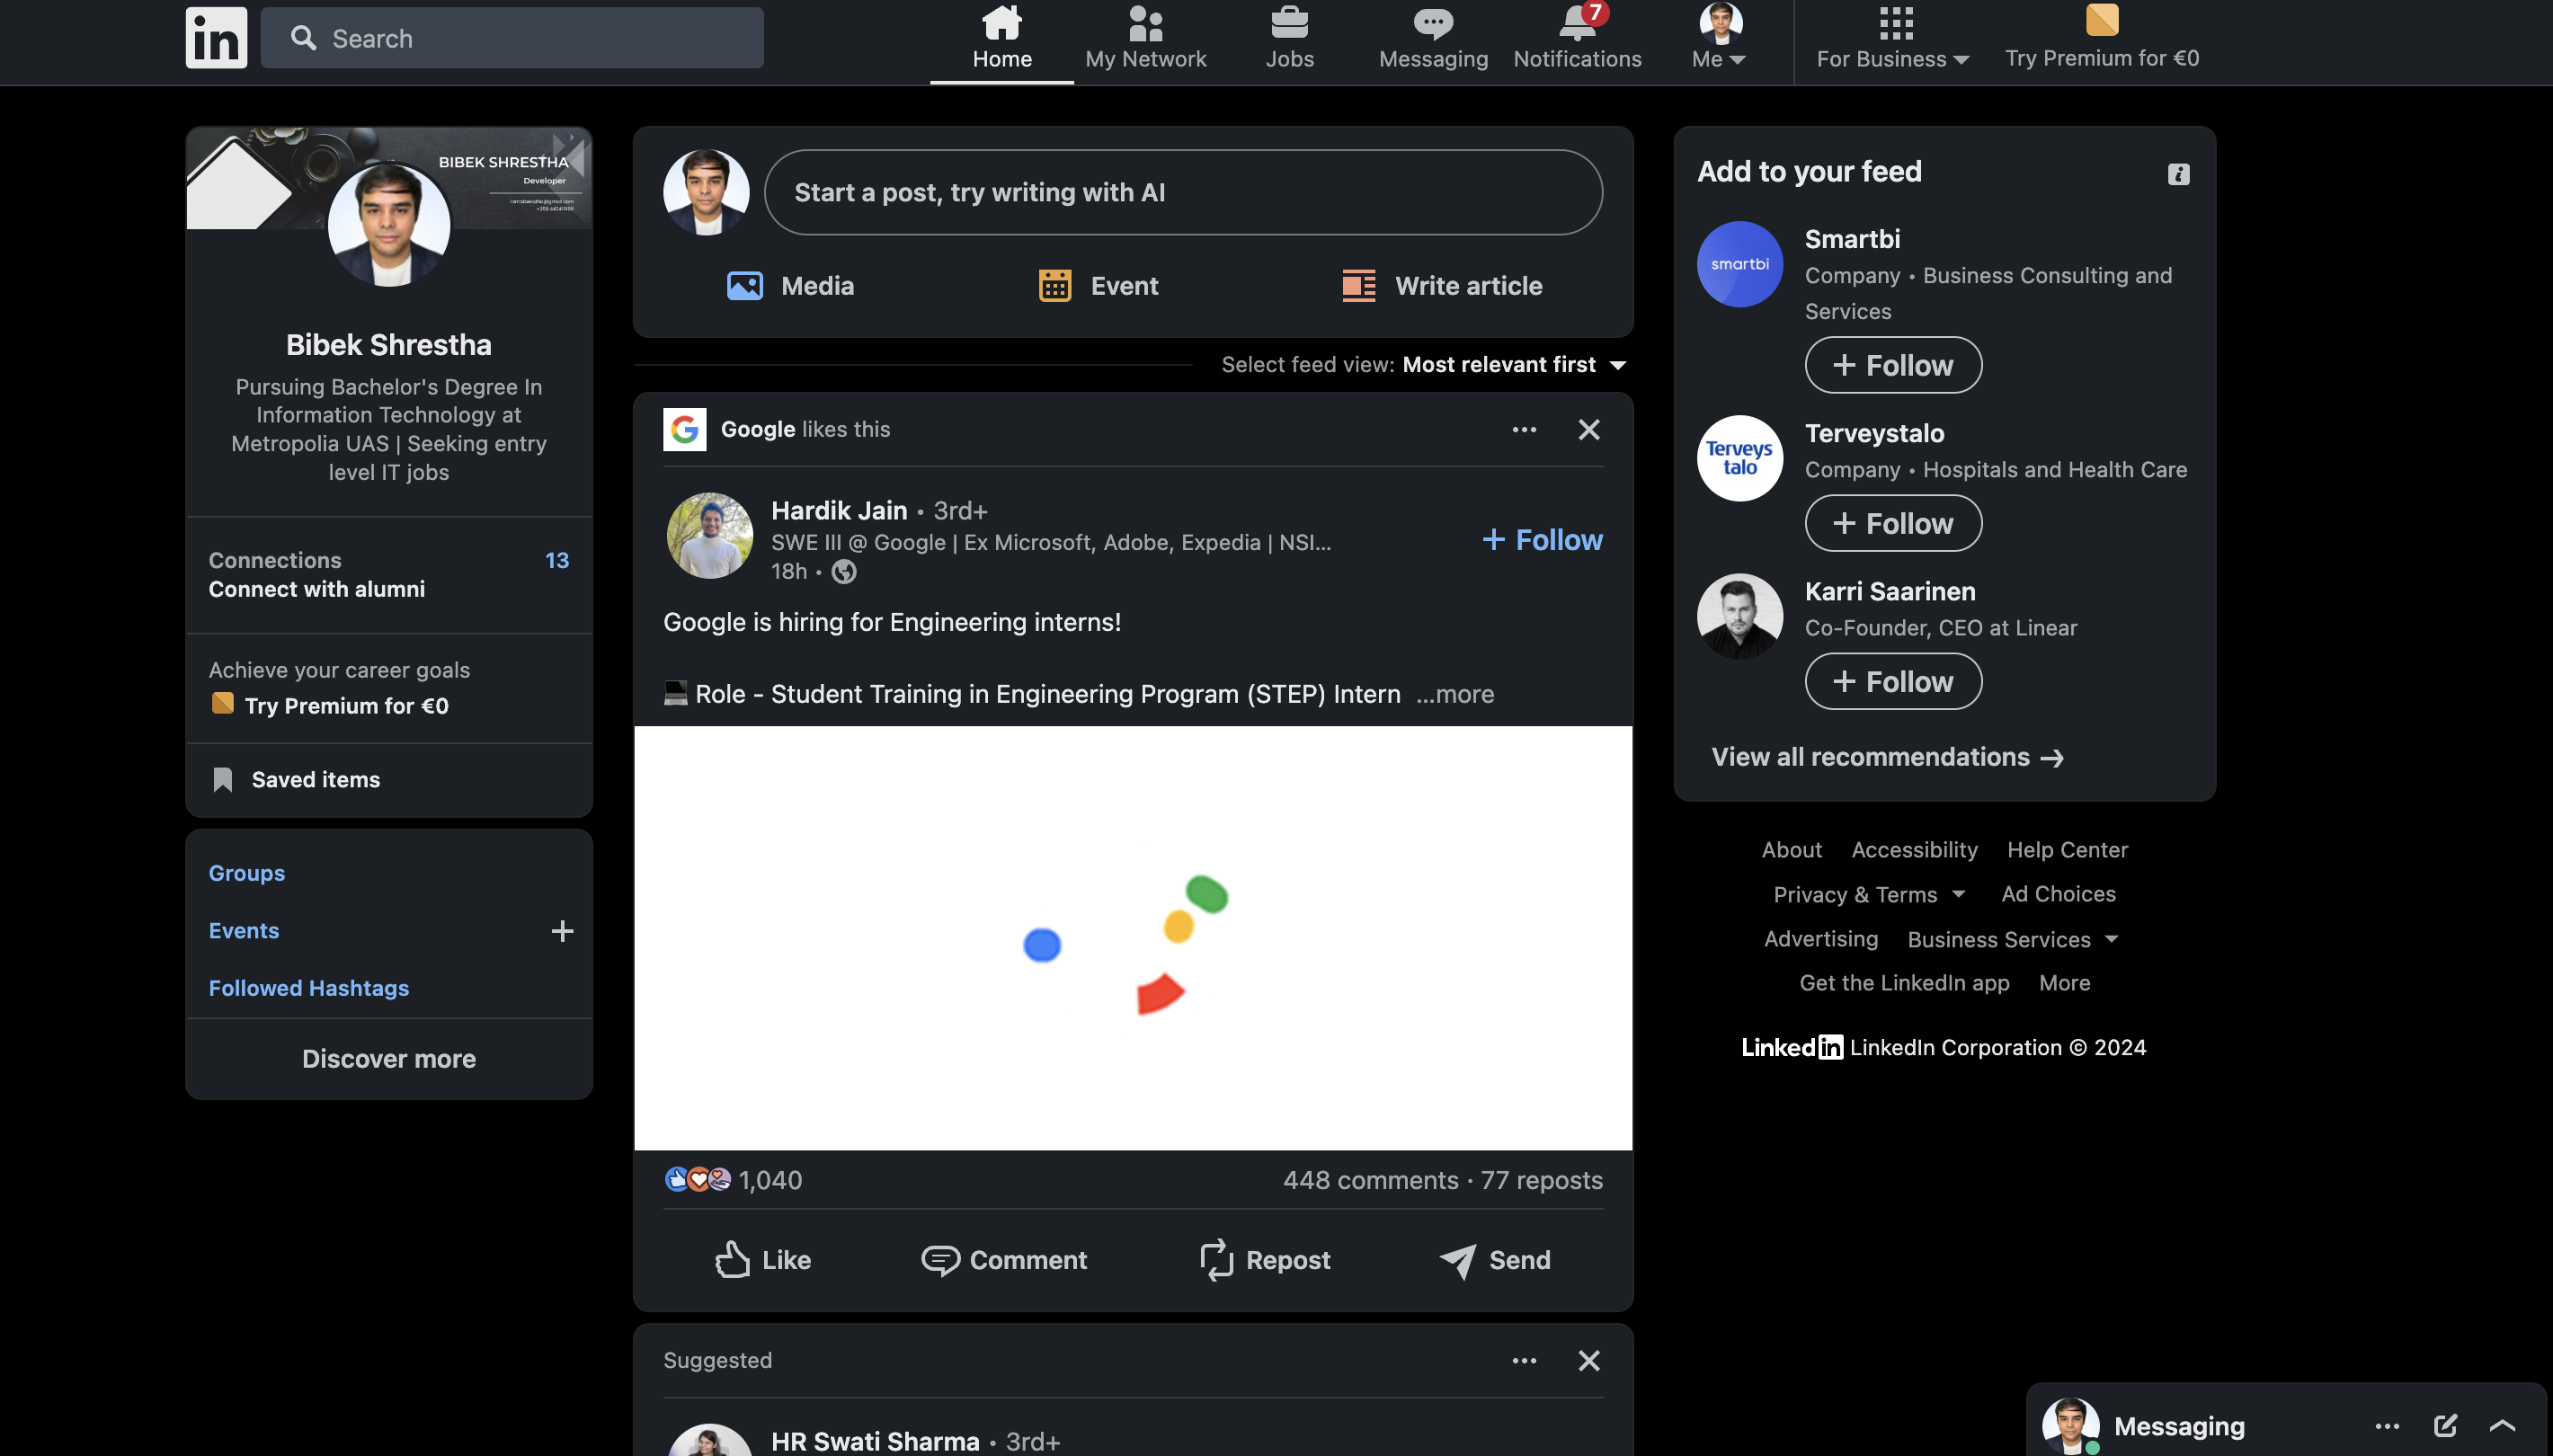 in
Search
Home
My Network
Jobs
Messaging
7
Notifications
Me
For Business
Try Premium for €0
BIBEK SHRESTHA
Developer
Bibek Shrestha
Pursuing Bachelor's Degree In
Information Technology at
Metropolia UAS | Seeking entry
level IT jobs
Connections 13
Connect with alumni
Achieve your career goals
Try Premium for €0
Saved items
Groups
Events
Followed Hashtags
Discover more
Start a post, try writing with AI
Media
Event
Write article
Select feed view: Most relevant first
Google likes this
Hardik Jain • 3rd+
SWE III @ Google | Ex Microsoft, Adobe, Expedia | NSI...
18h •
+ Follow
Google is hiring for Engineering interns!
Role - Student Training in Engineering Program (STEP) Intern ...more
1,040
448 comments · 77 reposts
Like
Comment
Repost
Send
Suggested
HR Swati Sharma • 3rd+
Add to your feed
smartbi
Smartbi
Company • Business Consulting and
Services
+ Follow
Terveys
talo
Terveystalo
Company • Hospitals and Health Care
+ Follow
Karri Saarinen
Co-Founder, CEO at Linear
+ Follow
View all recommendations →
About Accessibility Help Center
Privacy & Terms Ad Choices
Advertising Business Services
Get the LinkedIn app More
Linked in LinkedIn Corporation © 2024
Messaging